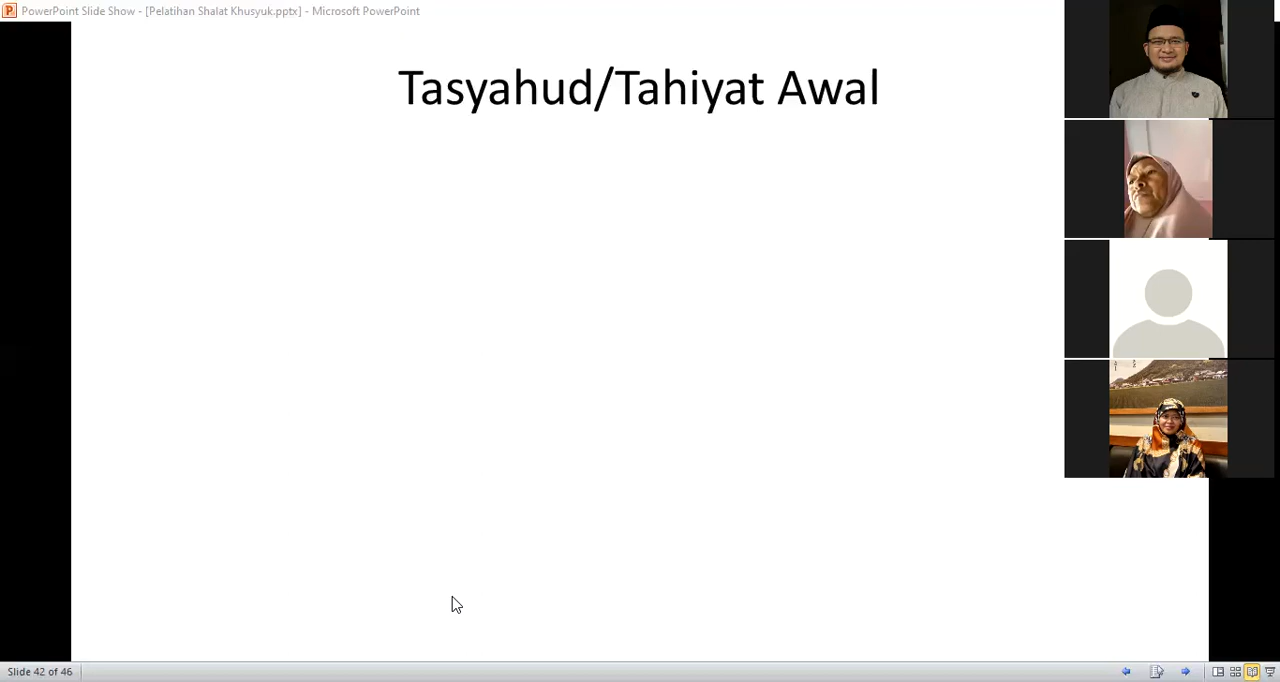 PowerPoint Slide Show - [Pelatihan Shalat Khusyuk.pptx] - Microsoft PowerPoint
Tasyahud/Tahiyat Awal
Slide 42 of 46